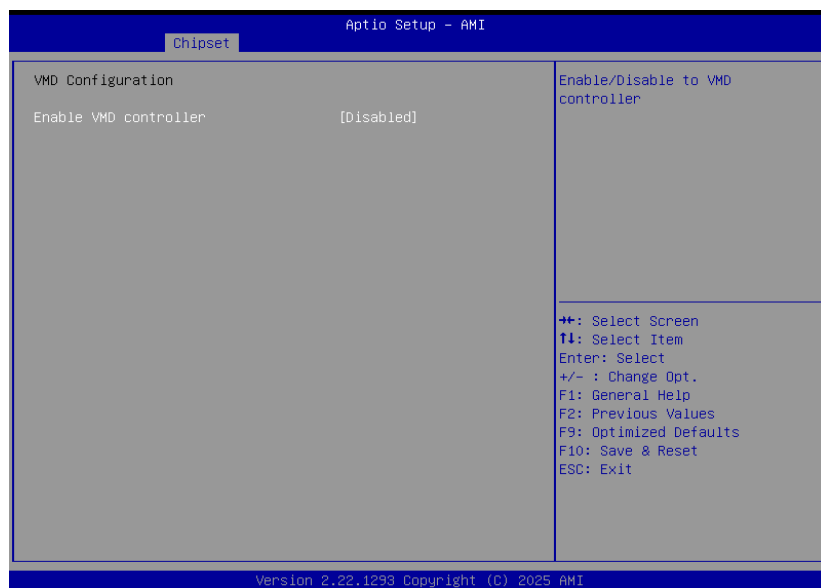 Aptio Setup - AMI
Chipset
VMD Configuration
Enable VMD controller [Disabled]
Enable/Disable to VMD
controller
→←: Select Screen
↑↓: Select Item
Enter: Select
+/- : Change Opt.
F1: General Help
F2: Previous Values
F9: Optimized Defaults
F10: Save & Reset
ESC: Exit
Version 2.22.1293 Copyright (C) 2025 AMI